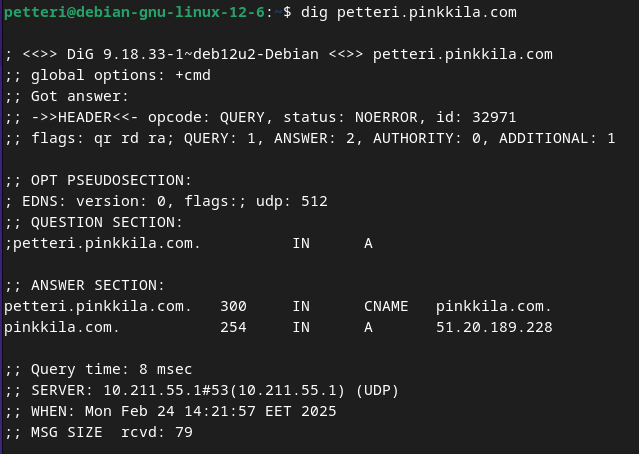 petteri@debian-gnu-linux-12-6:~$ dig petteri.pinkkila.com
; <<>> DiG 9.18.33-1~deb12u2-Debian <<>> petteri.pinkkila.com
;; global options: +cmd
;; Got answer:
;; ->>HEADER<<- opcode: QUERY, status: NOERROR, id: 32971
;; flags: qr rd ra; QUERY: 1, ANSWER: 2, AUTHORITY: 0, ADDITIONAL: 1
;; OPT PSEUDOSECTION:
; EDNS: version: 0, flags:; udp: 512
;; QUESTION SECTION:
;petteri.pinkkila.com. IN A
;; ANSWER SECTION:
petteri.pinkkila.com. 300 IN CNAME pinkkila.com.
pinkkila.com. 254 IN A 51.20.189.228
;; Query time: 8 msec
;; SERVER: 10.211.55.1#53(10.211.55.1) (UDP)
;; WHEN: Mon Feb 24 14:21:57 EET 2025
;; MSG SIZE rcvd: 79